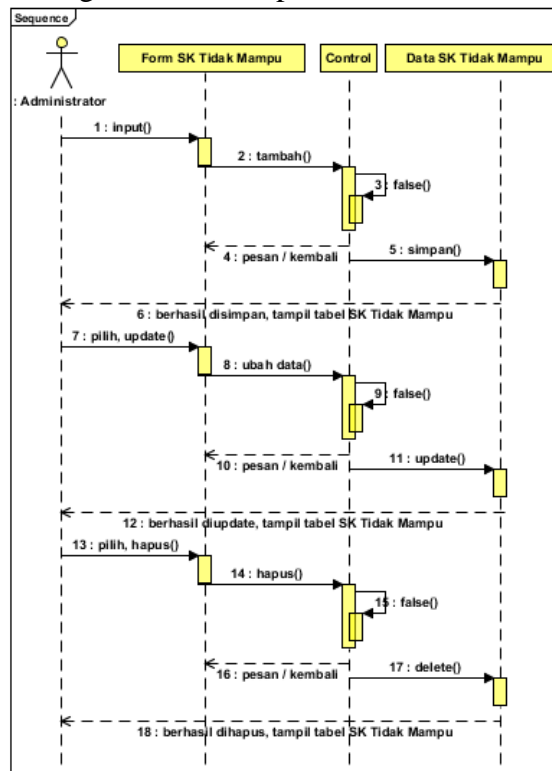 Sequence
Form SK Tidak Mampu
Control
Data SK Tidak Mampu
: Administrator
1 : input()
2 : tambah()
3 : false()
4 : pesan / kembali
5 : simpan()
6 : berhasil disimpan, tampil tabel SK Tidak Mampu
7 : pilih, update()
8 : ubah data()
9 : false()
10 : pesan / kembali
11 : update()
12 : berhasil diupdate, tampil tabel SK Tidak Mampu
13 : pilih, hapus()
14 : hapus()
15 : false()
16 : pesan / kembali
17 : delete()
18 : berhasil dihapus, tampil tabel SK Tidak Mampu